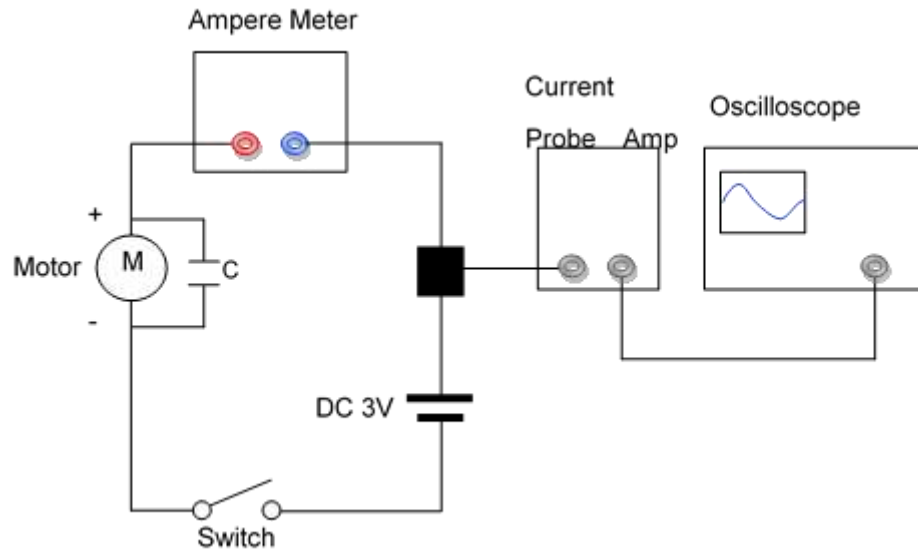 Ampere Meter
Current
Probe Amp
Oscilloscope
+
M
Motor
C
-
DC 3V
Switch